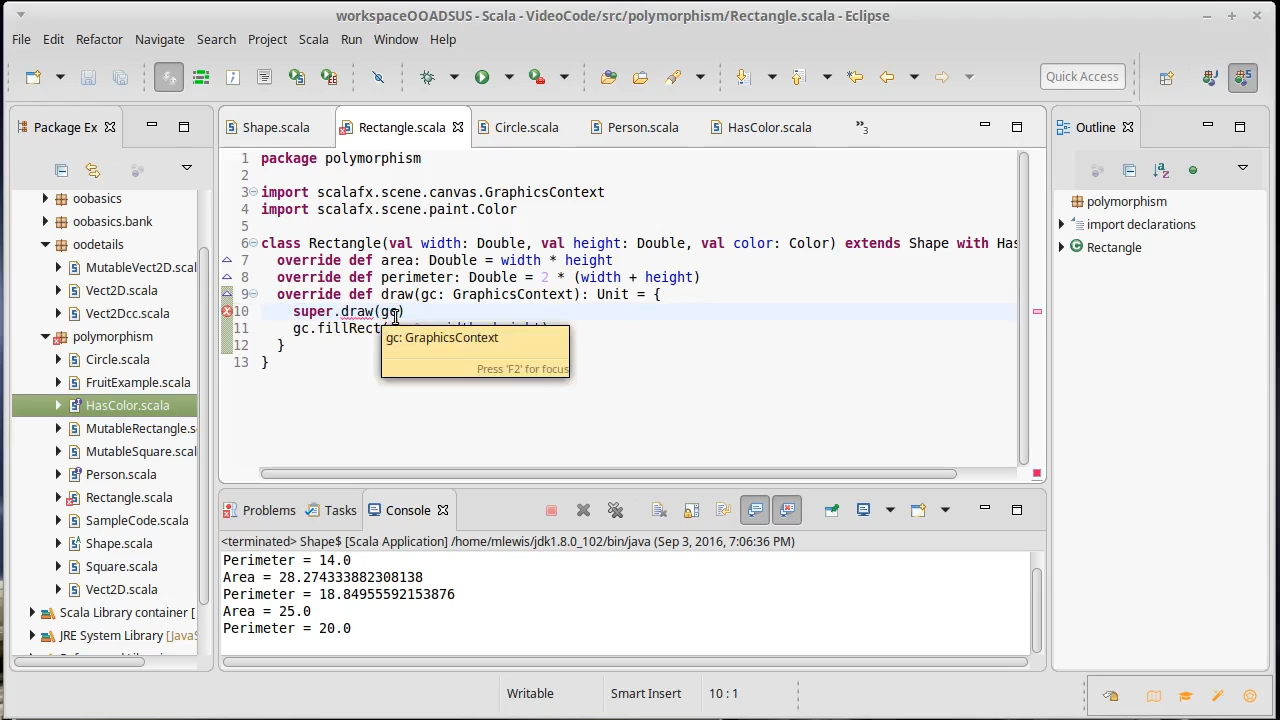 workspaceOOADSUS - Scala - VideoCode/src/polymorphism/Rectangle.scala - Eclipse
File Edit Refactor Navigate Search Project Scala Run Window Help
Quick Access
Package Ex
Shape.scala Rectangle.scala Circle.scala Person.scala HasColor.scala »3
Outline
oobasics
oobasics.bank
oodetails
MutableVect2D.scal
Vect2D.scala
Vect2Dcc.scala
polymorphism
Circle.scala
FruitExample.scala
HasColor.scala
MutableRectangle.s
MutableSquare.scala
Person.scala
Rectangle.scala
SampleCode.scala
Shape.scala
Square.scala
Vect2D.scala
Scala Library container [
JRE System Library [JavaS
1 package polymorphism
2
3 import scalafx.scene.canvas.GraphicsContext
4 import scalafx.scene.paint.Color
5
6 class Rectangle(val width: Double, val height: Double, val color: Color) extends Shape with Has
7 override def area: Double = width * height
8 override def perimeter: Double = 2 * (width + height)
9 override def draw(gc: GraphicsContext): Unit = {
10 super.draw(gc)
11 gc.fillRect(
12 }
13 }
gc: GraphicsContext
Press 'F2' for focus
polymorphism
import declarations
Rectangle
Problems Tasks Console
<terminated> Shape$ [Scala Application] /home/mlewis/jdk1.8.0_102/bin/java (Sep 3, 2016, 7:06:36 PM)
Perimeter = 14.0
Area = 28.274333882308138
Perimeter = 18.84955592153876
Area = 25.0
Perimeter = 20.0
Writable Smart Insert 10 : 1